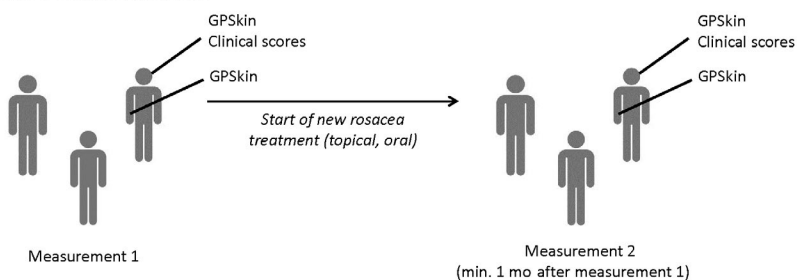 GPSkin
Clinical scores
GPSkin
Start of new rosacea
treatment (topical, oral)
Measurement 1
GPSkin
Clinical scores
GPSkin
Measurement 2
(min. 1 mo after measurement 1)